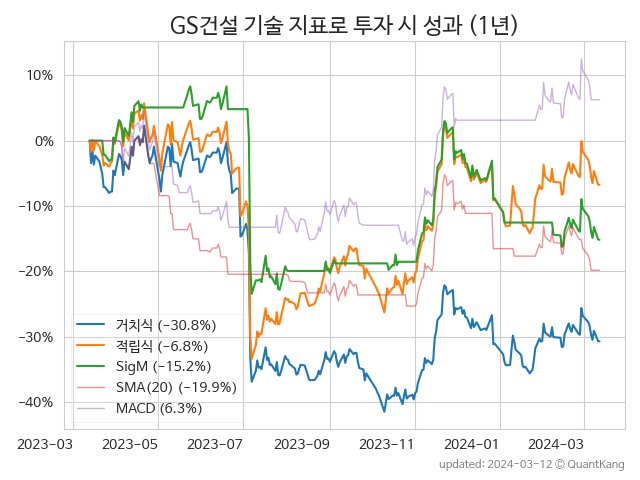 GS건설 기술 지표로 투자 시 성과 (1년)
10%
0%
−10%
−20%
−30%
−40%
거치식 (−30.8%)
적립식 (−6.8%)
SigM (−15.2%)
SMA(20) (−19.9%)
MACD (6.3%)
2023-03
2023-05
2023-07
2023-09
2023-11
2024-01
2024-03
updated: 2024-03-12 © QuantKang